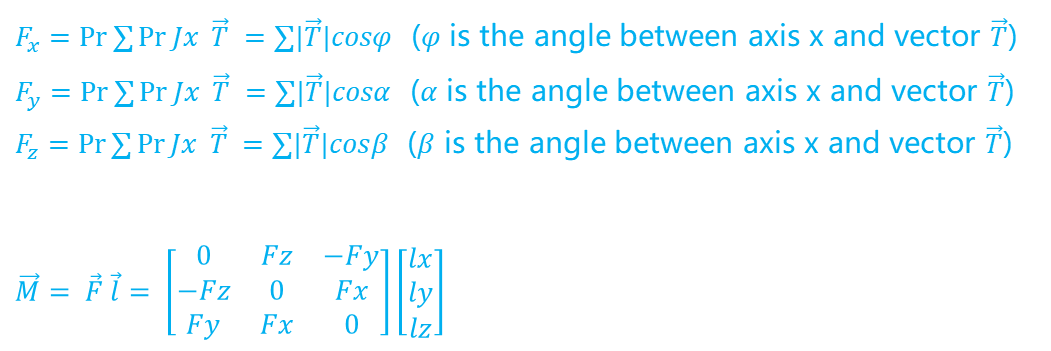 Fₓ = Pr ∑ Pr Jx T⃗ = ∑|T⃗|cosφ (φ is the angle between axis x and vector T⃗)
F_y = Pr ∑ Pr Jx T⃗ = ∑|T⃗|cosα (α is the angle between axis x and vector T⃗)
F_z = Pr ∑ Pr Jx T⃗ = ∑|T⃗|cosβ (β is the angle between axis x and vector T⃗)
M⃗ = F⃗ l⃗ = [0 Fz −Fy; −Fz 0 Fx; Fy Fx 0] [lx; ly; lz]